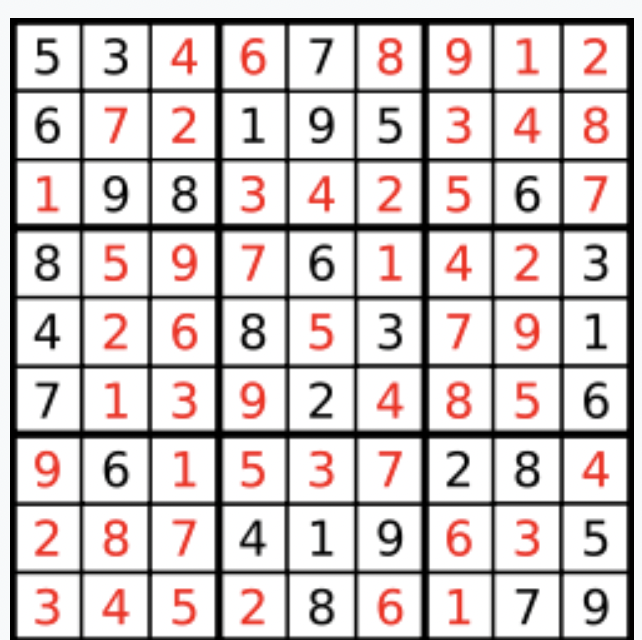 5 3 4 6 7 8 9 1 2
6 7 2 1 9 5 3 4 8
1 9 8 3 4 2 5 6 7
8 5 9 7 6 1 4 2 3
4 2 6 8 5 3 7 9 1
7 1 3 9 2 4 8 5 6
9 6 1 5 3 7 2 8 4
2 8 7 4 1 9 6 3 5
3 4 5 2 8 6 1 7 9